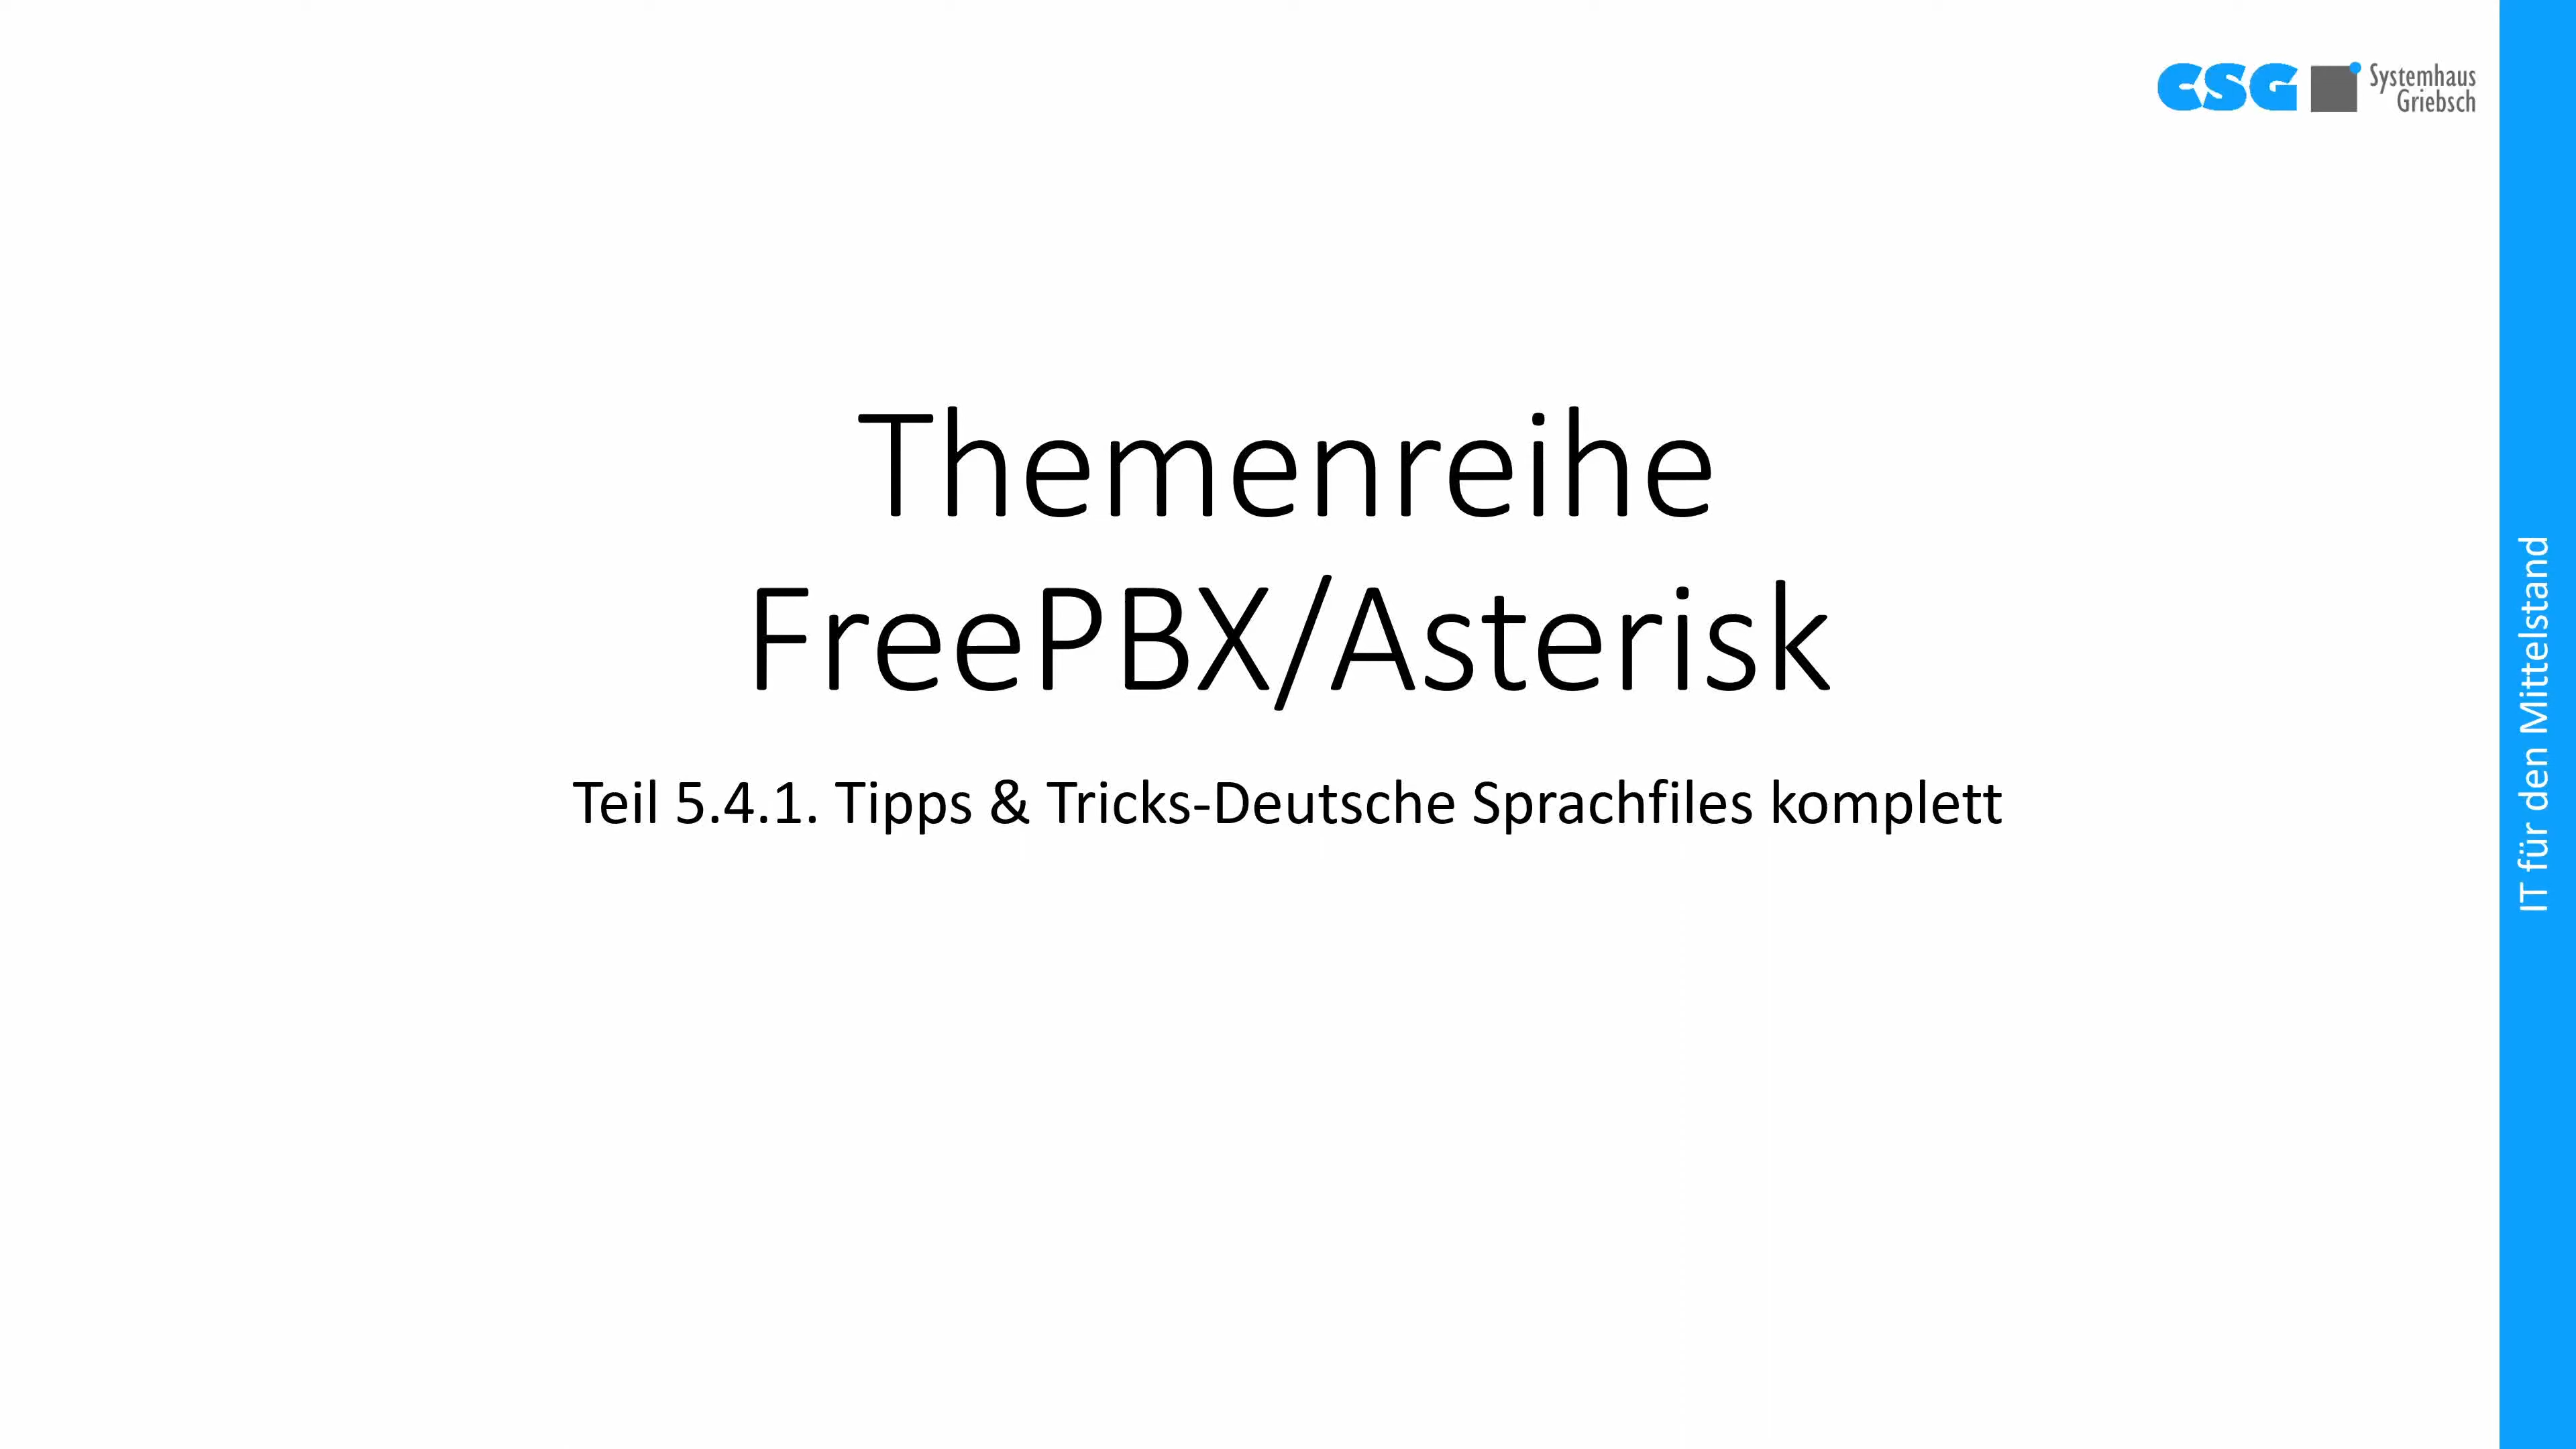 CSG Systemhaus
Griebsch
Themenreihe
FreePBX/Asterisk
Teil 5.4.1. Tipps & Tricks-Deutsche Sprachfiles komplett
IT für den Mittelstand